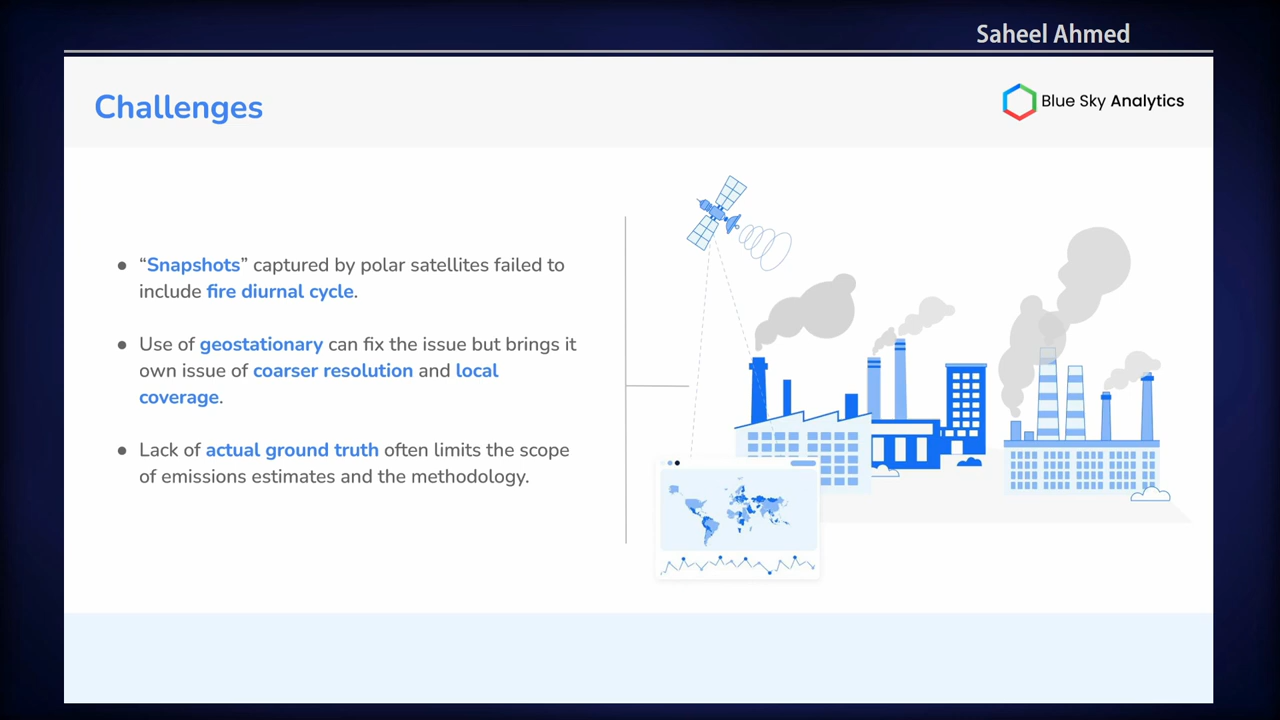 Saheel Ahmed
Challenges
Blue Sky Analytics
● “Snapshots” captured by polar satellites failed to
include fire diurnal cycle.
● Use of geostationary can fix the issue but brings it
own issue of coarser resolution and local
coverage.
● Lack of actual ground truth often limits the scope
of emissions estimates and the methodology.